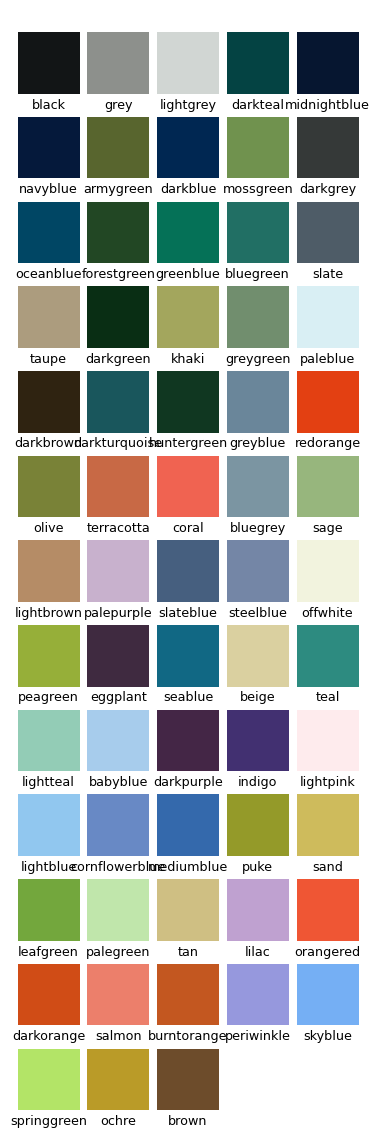 black grey lightgrey darkteal midnightblue
navyblue armygreen darkblue mossgreen darkgrey
oceanblue forestgreen greenblue bluegreen slate
taupe darkgreen khaki greygreen paleblue
darkbrown darkturquoise huntergreen greyblue redorange
olive terracotta coral bluegrey sage
lightbrown palepurple slateblue steelblue offwhite
peagreen eggplant seablue beige teal
lightteal babyblue darkpurple indigo lightpink
lightblue cornflowerblue mediumblue puke sand
leafgreen palegreen tan lilac orangered
darkorange salmon burntorange periwinkle skyblue
springgreen ochre brown